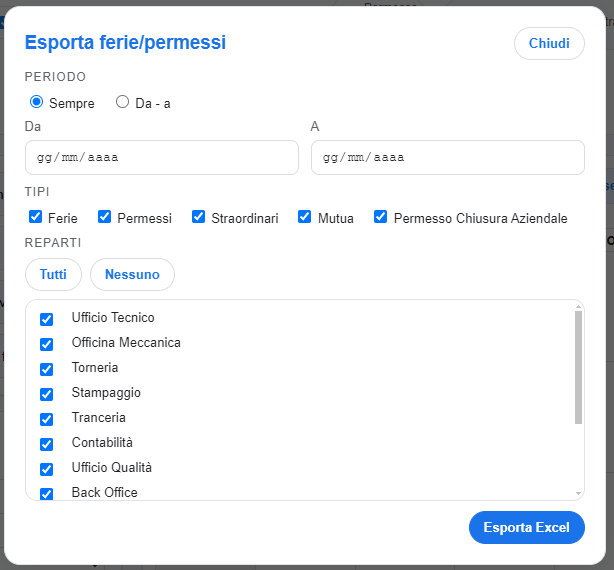 Esporta ferie/permessi
Chiudi
PERIODO
Sempre
Da - a
Da
A
gg/mm/aaaa
gg/mm/aaaa
TIPI
Ferie
Permessi
Straordinari
Mutua
Permesso Chiusura Aziendale
REPARTI
Tutti
Nessuno
Ufficio Tecnico
Officina Meccanica
Torneria
Stampaggio
Tranceria
Contabilità
Ufficio Qualità
Back Office
Esporta Excel